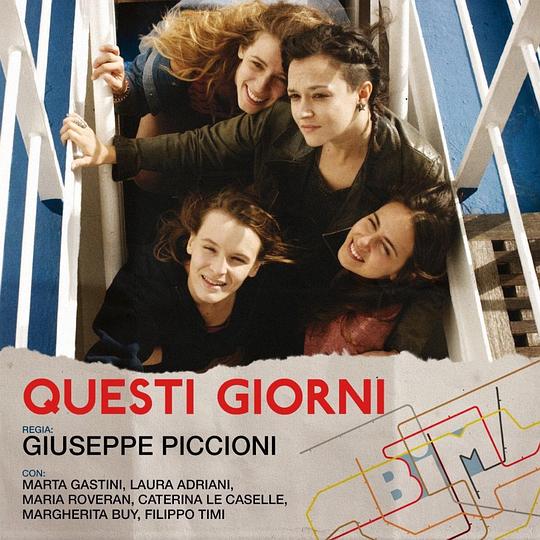 QUESTI GIORNI
REGIA:
GIUSEPPE PICCIONI
CON:
MARTA GASTINI, LAURA ADRIANI,
MARIA ROVERAN, CATERINA LE CASELLE,
MARGHERITA BUY, FILIPPO TIMI
BiM